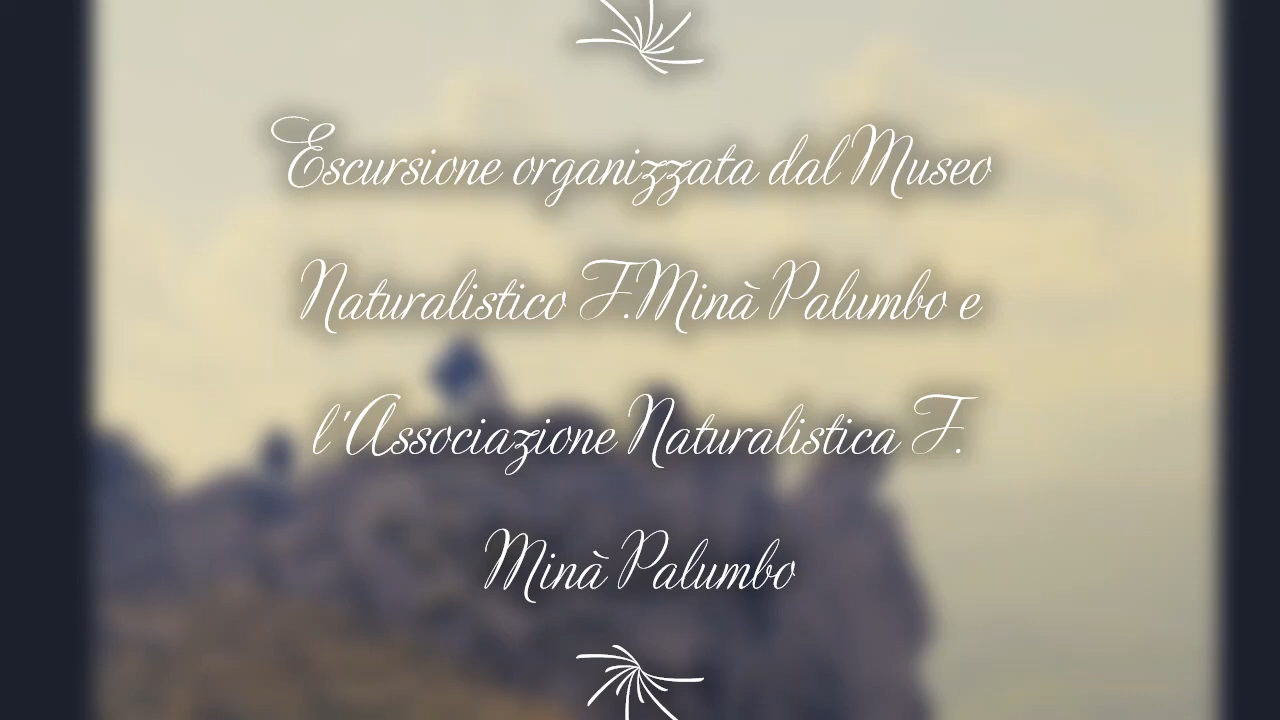 Escursione organizzata dal Museo
Naturalistico F.Minà Palumbo e
l'Associazione Naturalistica F.
Minà Palumbo